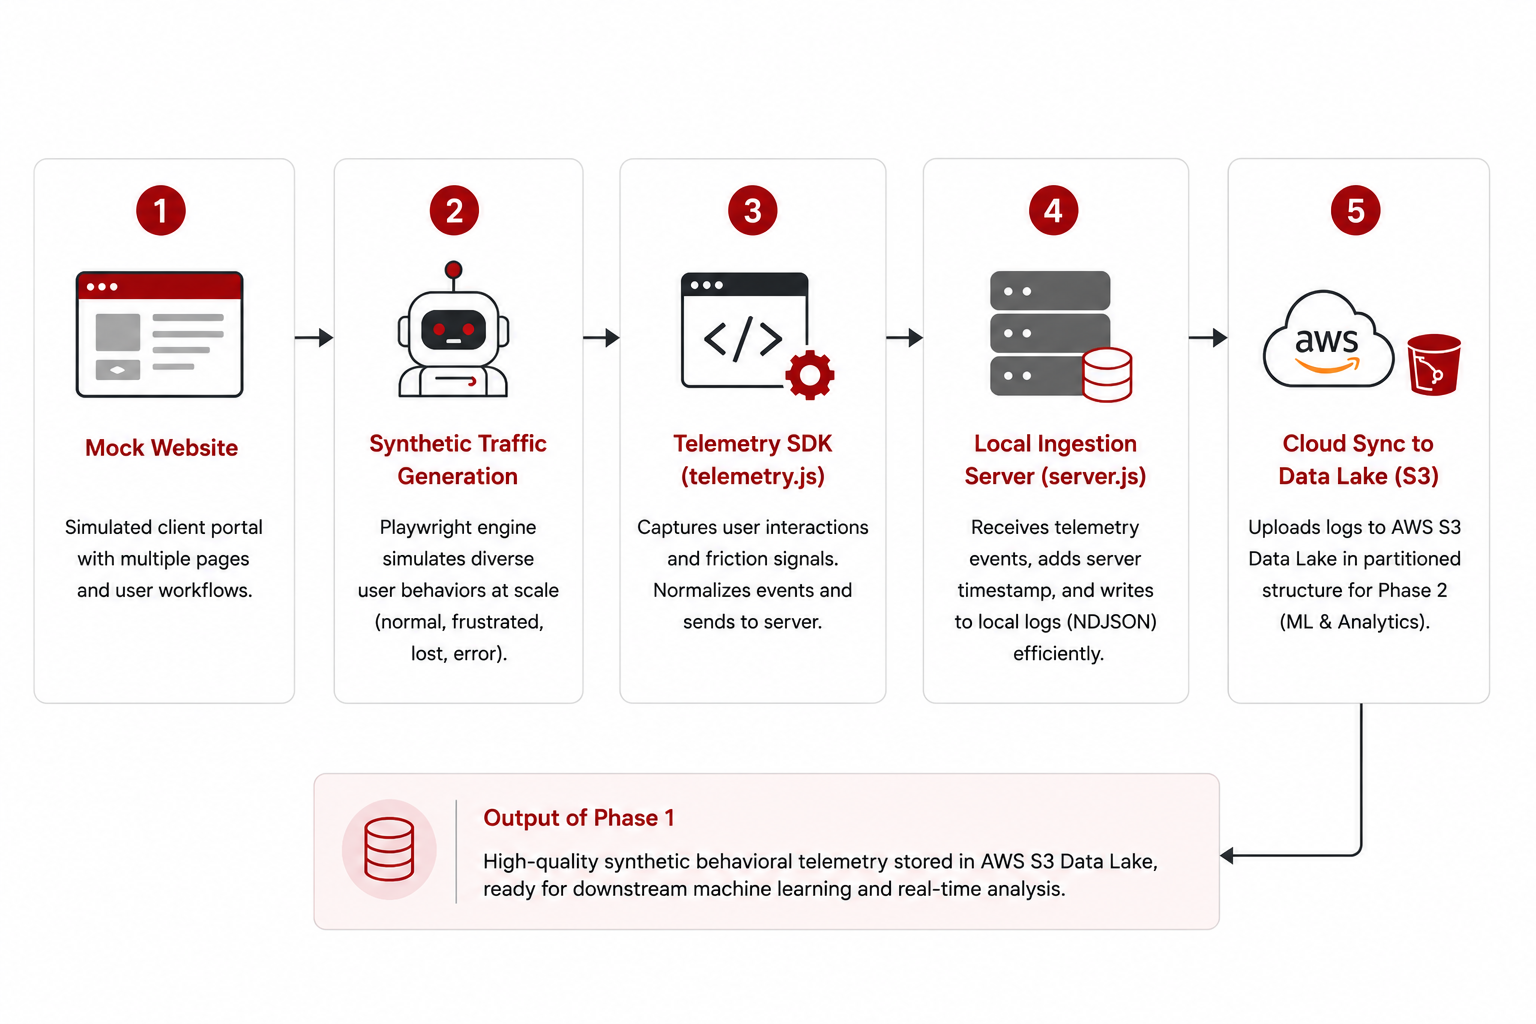 1
Mock Website
Simulated client portal
with multiple pages
and user workflows.
2
Synthetic Traffic
Generation
Playwright engine
simulates diverse
user behaviors at scale
(normal, frustrated,
lost, error).
3
</>
Telemetry SDK
(telemetry.js)
Captures user interactions
and friction signals.
Normalizes events and
sends to server.
4
Local Ingestion
Server (server.js)
Receives telemetry
events, adds server
timestamp, and writes
to local logs (NDJSON)
efficiently.
5
aws
Cloud Sync to
Data Lake (S3)
Uploads logs to AWS S3
Data Lake in partitioned
structure for Phase 2
(ML & Analytics).
Output of Phase 1
High-quality synthetic behavioral telemetry stored in AWS S3 Data Lake,
ready for downstream machine learning and real-time analysis.